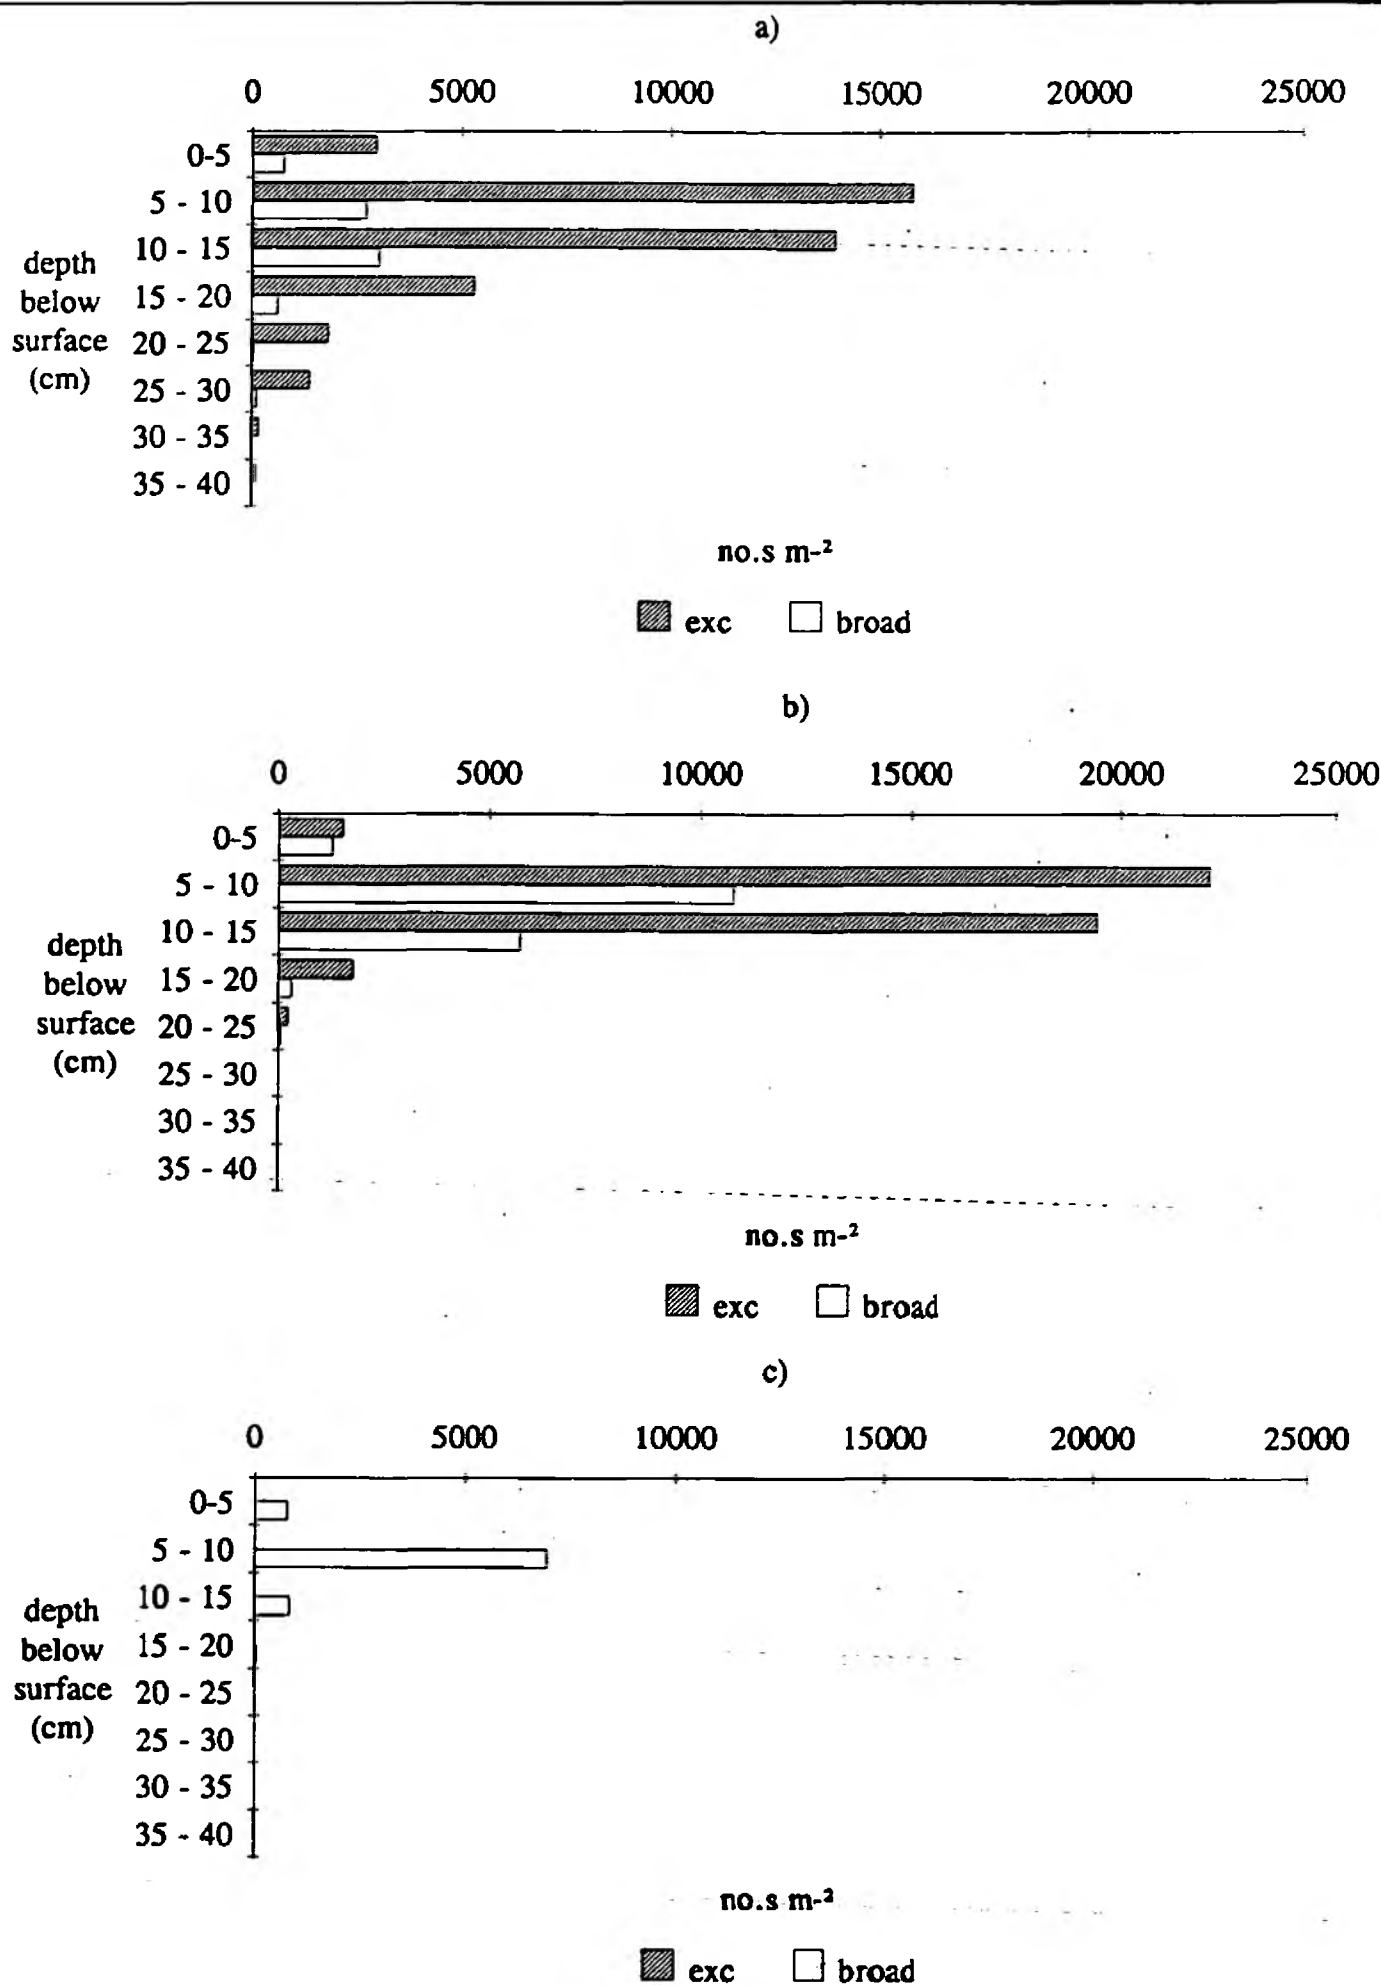 a)
0 5000 10000 15000 20000 25000
0-5
5 - 10
10 - 15
15 - 20
20 - 25
25 - 30
30 - 35
35 - 40
depth
below
surface
(cm)
no.s m-²
exc broad
b)
0 5000 10000 15000 20000 25000
0-5
5 - 10
10 - 15
15 - 20
20 - 25
25 - 30
30 - 35
35 - 40
depth
below
surface
(cm)
no.s m-²
exc broad
c)
0 5000 10000 15000 20000 25000
0-5
5 - 10
10 - 15
15 - 20
20 - 25
25 - 30
30 - 35
35 - 40
depth
below
surface
(cm)
no.s m-²
exc broad